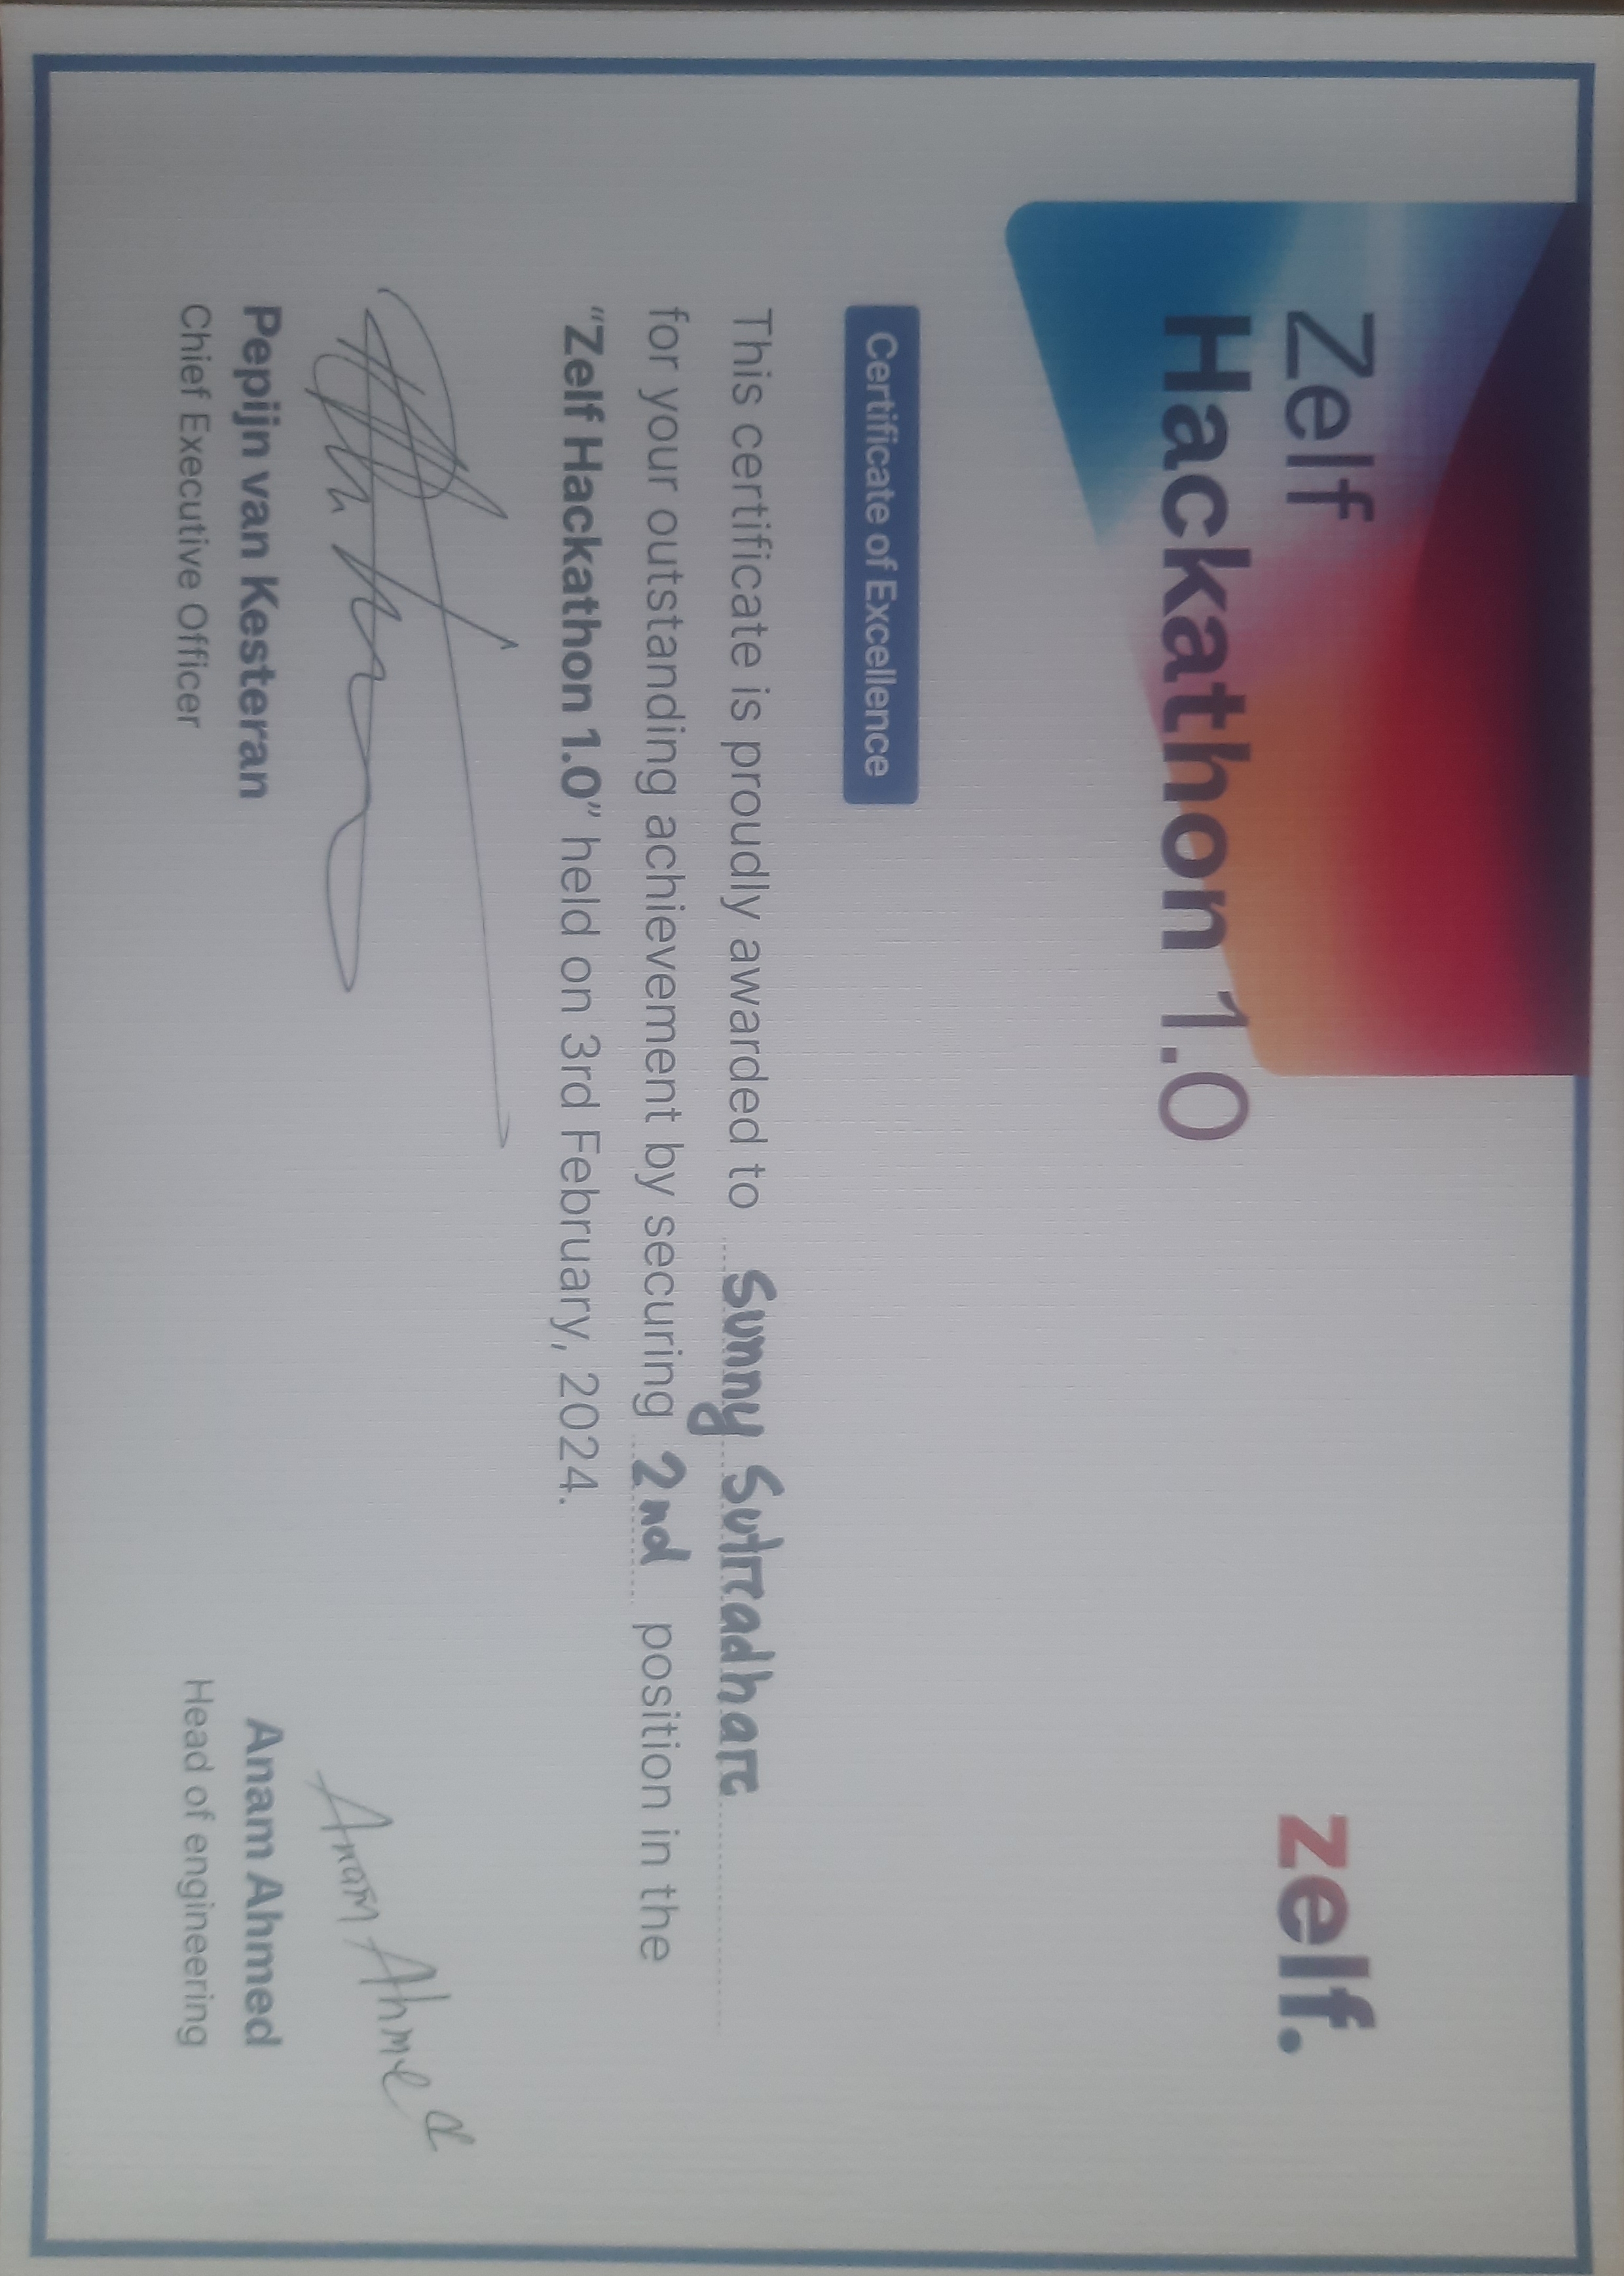 Zelf
Hackathon 1.0
zelf.
Certificate of Excellence
This certificate is proudly awarded to Sunny Sutradhar
for your outstanding achievement by securing 2nd position in the
“Zelf Hackathon 1.0” held on 3rd February, 2024.
Anam Ahmed
Pepijn van Kesteran
Chief Executive Officer
Anam Ahmed
Head of engineering